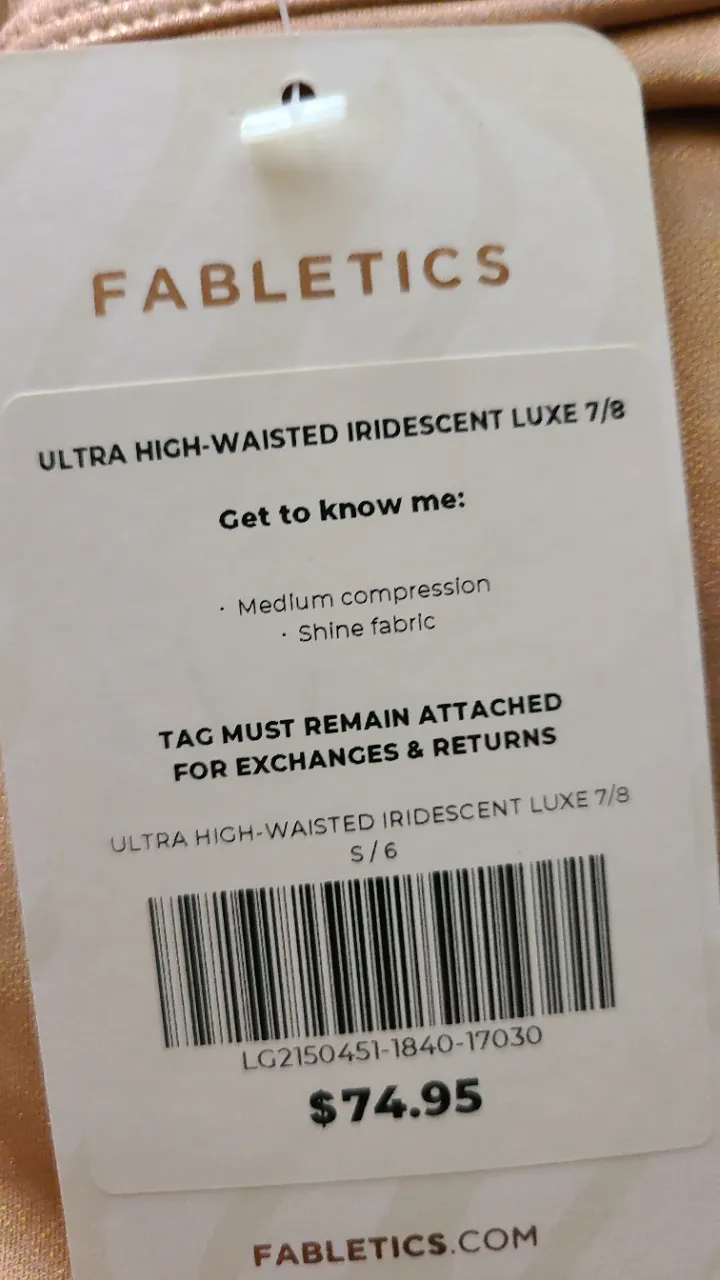 FABLETICS
ULTRA HIGH-WAISTED IRIDESCENT LUXE 7/8
Get to know me:
· Medium compression
· Shine fabric
TAG MUST REMAIN ATTACHED
FOR EXCHANGES & RETURNS
ULTRA HIGH-WAISTED IRIDESCENT LUXE 7/8
S / 6
LG2150451-1840-17030
$74.95
FABLETICS.COM